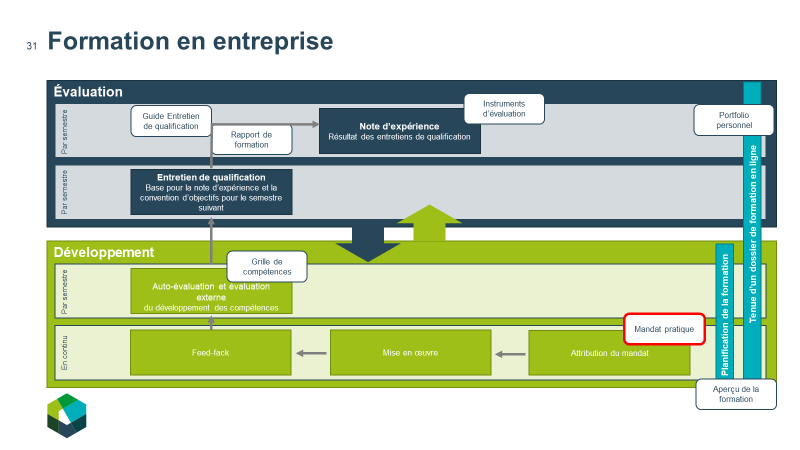 31
Formation en entreprise
Évaluation
Par semestre
Guide Entretien
de qualification
Rapport de
formation
Note d'expérience
Résultat des entretiens de qualification
Instruments
d'évaluation
Portfolio
personnel
Par semestre
Entretien de qualification
Base pour la note d'expérience et la
convention d'objectifs pour le semestre
suivant
Tenue d'un dossier de formation en ligne
Développement
Grille de
compétences
Par semestre
Auto-évaluation et évaluation
externe
du développement des compétences
Planification de la formation
Mandat pratique
En continu
Feed-fack
Mise en œuvre
Attribution du mandat
Aperçu de la
formation